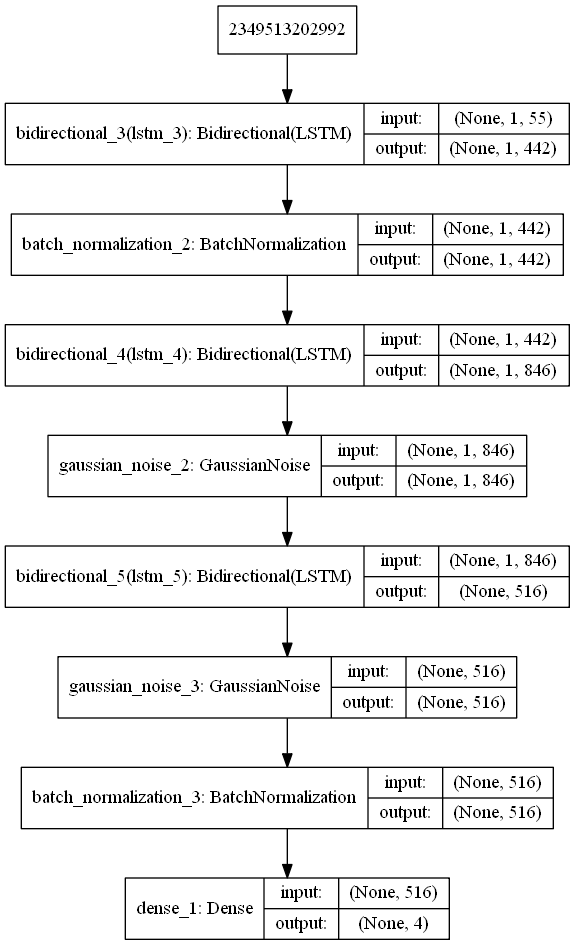 2349513202992
bidirectional_3(lstm_3): Bidirectional(LSTM)
input: (None, 1, 55)
output: (None, 1, 442)
batch_normalization_2: BatchNormalization
input: (None, 1, 442)
output: (None, 1, 442)
bidirectional_4(lstm_4): Bidirectional(LSTM)
input: (None, 1, 442)
output: (None, 1, 846)
gaussian_noise_2: GaussianNoise
input: (None, 1, 846)
output: (None, 1, 846)
bidirectional_5(lstm_5): Bidirectional(LSTM)
input: (None, 1, 846)
output: (None, 516)
gaussian_noise_3: GaussianNoise
input: (None, 516)
output: (None, 516)
batch_normalization_3: BatchNormalization
input: (None, 516)
output: (None, 516)
dense_1: Dense
input: (None, 516)
output: (None, 4)